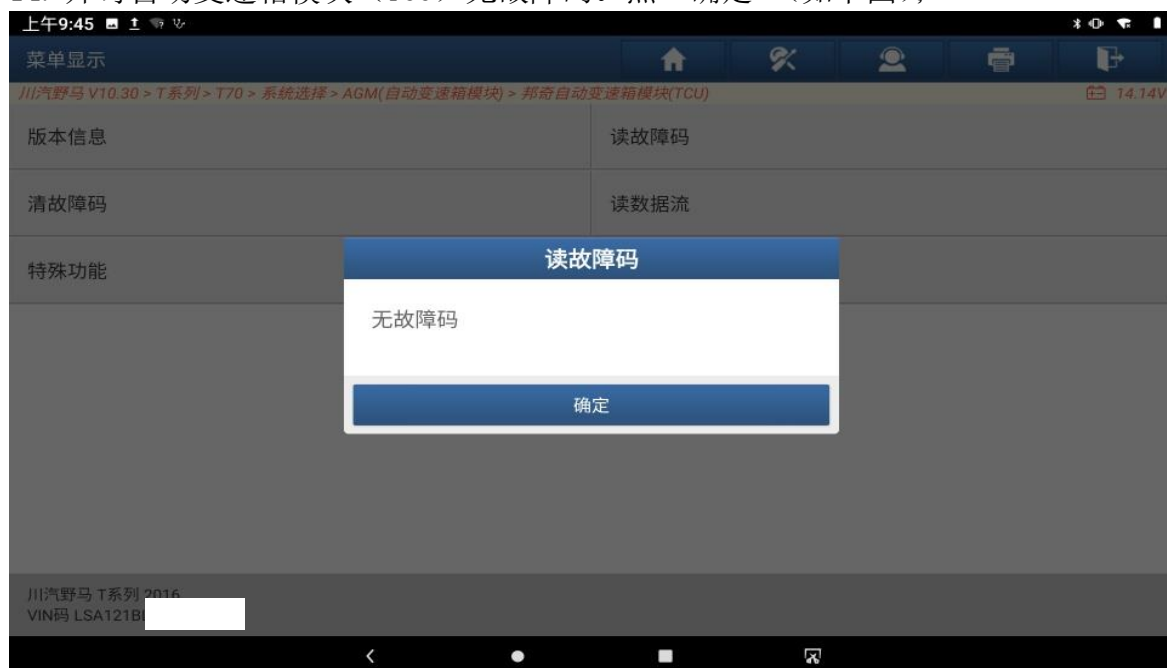 上午9:45
菜单显示
川汽野马 V10.30 > T系列 > T70 > 系统选择 > AGM(自动变速箱模块) > 邦奇自动变速箱模块(TCU) 14.14V
版本信息 读故障码
清故障码 读数据流
特殊功能
读故障码
无故障码
确定
川汽野马 T系列 2016
VIN码 LSA121B